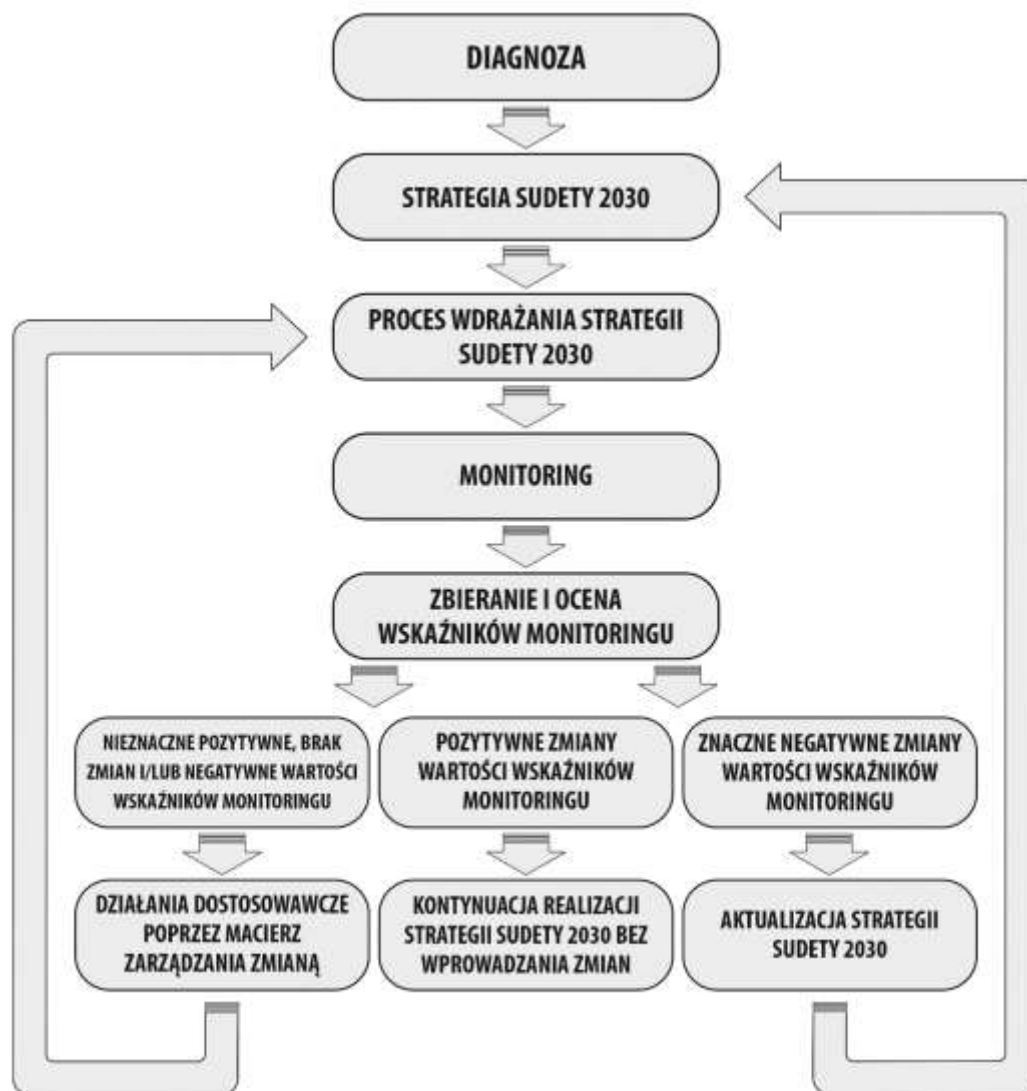 DIAGNOZA
STRATEGIA SUDETY 2030
PROCES WDRAŻANIA STRATEGII
SUDETY 2030
MONITORING
ZBIERANIE I OCENA
WSKAŹNIKÓW MONITORINGU
NIEZNACZNE POZYTYWNE, BRAK
ZMIAN I/LUB NEGATYWNE WARTOŚCI
WSKAŹNIKÓW MONITORINGU
POZYTYWNE ZMIANY
WARTOŚCI WSKAŹNIKÓW
MONITORINGU
ZNACZNE NEGATYWNE ZMIANY
WARTOŚCI WSKAŹNIKÓW
MONITORINGU
DZIAŁANIA DOSTOSOWAWCZE
POPRZEZ MACIERZ
ZARZĄDZANIA ZMIANĄ
KONTYNUACJA REALIZACJI
STRATEGII SUDETY 2030 BEZ
WPROWADZANIA ZMIAN
AKTUALIZACJA STRATEGII
SUDETY 2030